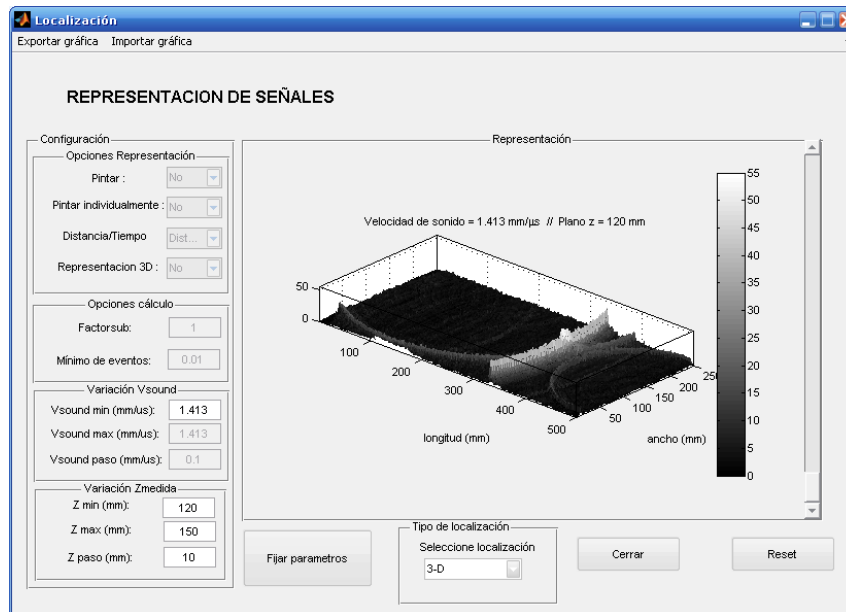 Localización
Exportar gráfica Importar gráfica
REPRESENTACION DE SEÑALES
Configuración
Opciones Representación
Pintar : No
Pintar individualmente : No
Distancia/Tiempo Dist...
Representacion 3D : No
Opciones cálculo
Factorsub: 1
Mínimo de eventos: 0.01
Variación Vsound
Vsound min (mm/us): 1.413
Vsound max (mm/us): 1.413
Vsound paso (mm/us): 0.1
Variación Zmedida
Z min (mm): 120
Z max (mm): 150
Z paso (mm): 10
Representación
Velocidad de sonido = 1.413 mm/µs // Plano z = 120 mm
50
0
100
200
300
400
500
longitud (mm)
50
100
150
200
250
ancho (mm)
55
50
45
40
35
30
25
20
15
10
5
0
Fijar parametros
Tipo de localización
Seleccione localización
3-D
Cerrar
Reset